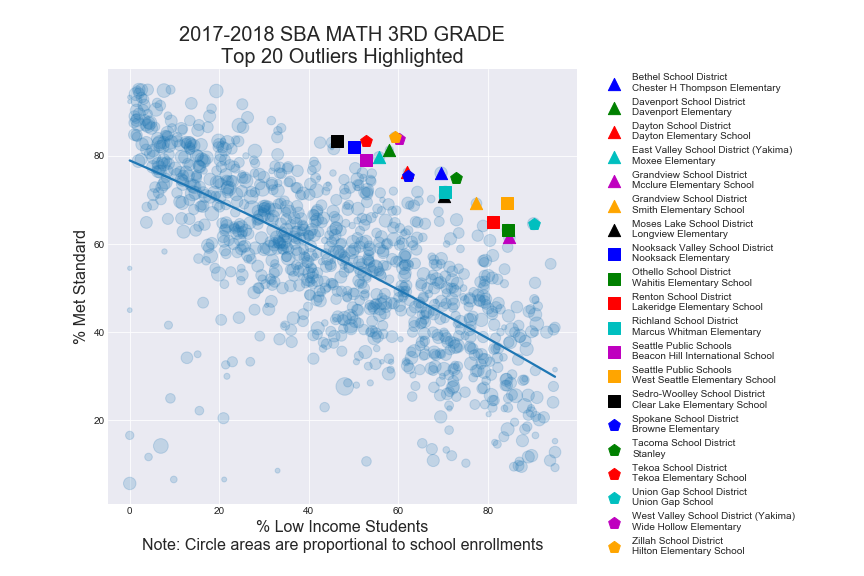 2017-2018 SBA MATH 3RD GRADE
Top 20 Outliers Highlighted
% Met Standard
80
60
40
20
0
20
40
60
80
% Low Income Students
Note: Circle areas are proportional to school enrollments
Bethel School District
Chester H Thompson Elementary
Davenport School District
Davenport Elementary
Dayton School District
Dayton Elementary School
East Valley School District (Yakima)
Moxee Elementary
Grandview School District
Mcclure Elementary School
Grandview School District
Smith Elementary School
Moses Lake School District
Longview Elementary
Nooksack Valley School District
Nooksack Elementary
Othello School District
Wahitis Elementary School
Renton School District
Lakeridge Elementary School
Richland School District
Marcus Whitman Elementary
Seattle Public Schools
Beacon Hill International School
Seattle Public Schools
West Seattle Elementary School
Sedro-Woolley School District
Clear Lake Elementary School
Spokane School District
Browne Elementary
Tacoma School District
Stanley
Tekoa School District
Tekoa Elementary School
Union Gap School District
Union Gap School
West Valley School District (Yakima)
Wide Hollow Elementary
Zillah School District
Hilton Elementary School